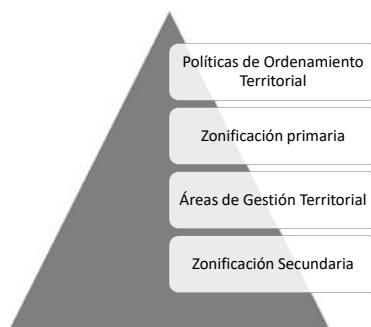 Políticas de Ordenamiento
Territorial
Zonificación primaria
Áreas de Gestión Territorial
Zonificación Secundaria